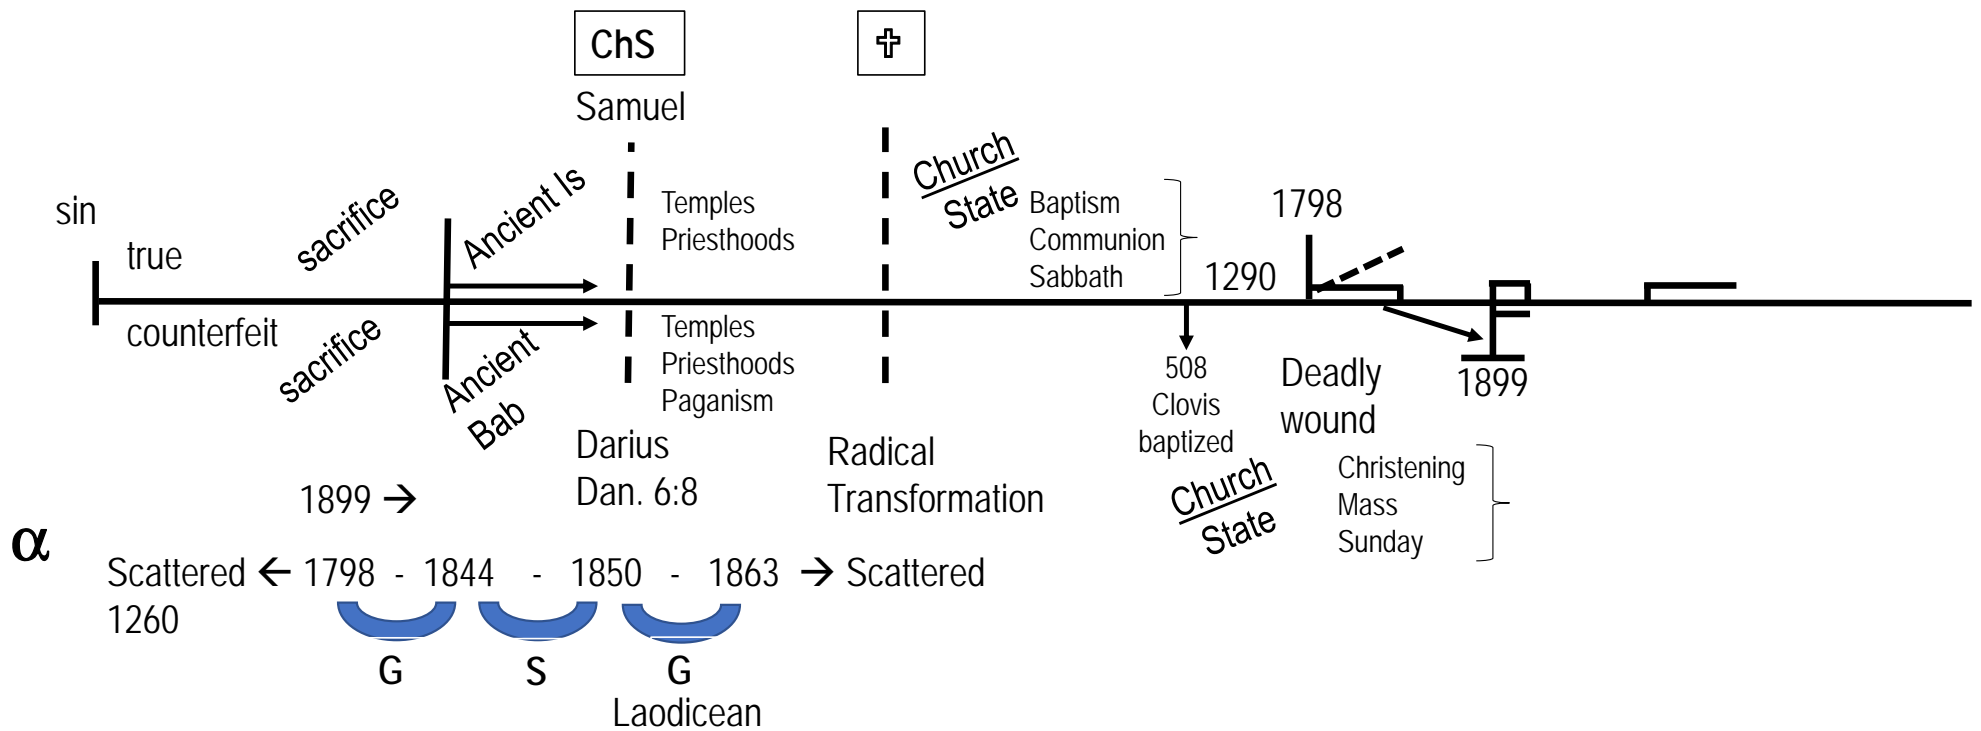 ChS
✞
Samuel
sin
true
counterfeit
sacrifice
sacrifice
Ancient Is
Ancient
Bab
Temples
Priesthoods
Temples
Priesthoods
Paganism
Darius
Dan. 6:8
Radical
Transformation
Church
State
Baptism
Communion
Sabbath
1290
1798
508
Clovis
baptized
Church
State
Deadly
wound
1899
Christening
Mass
Sunday
1899 →
α
Scattered ← 1798 - 1844 - 1850 - 1863 → Scattered
1260
G S G
Laodicean